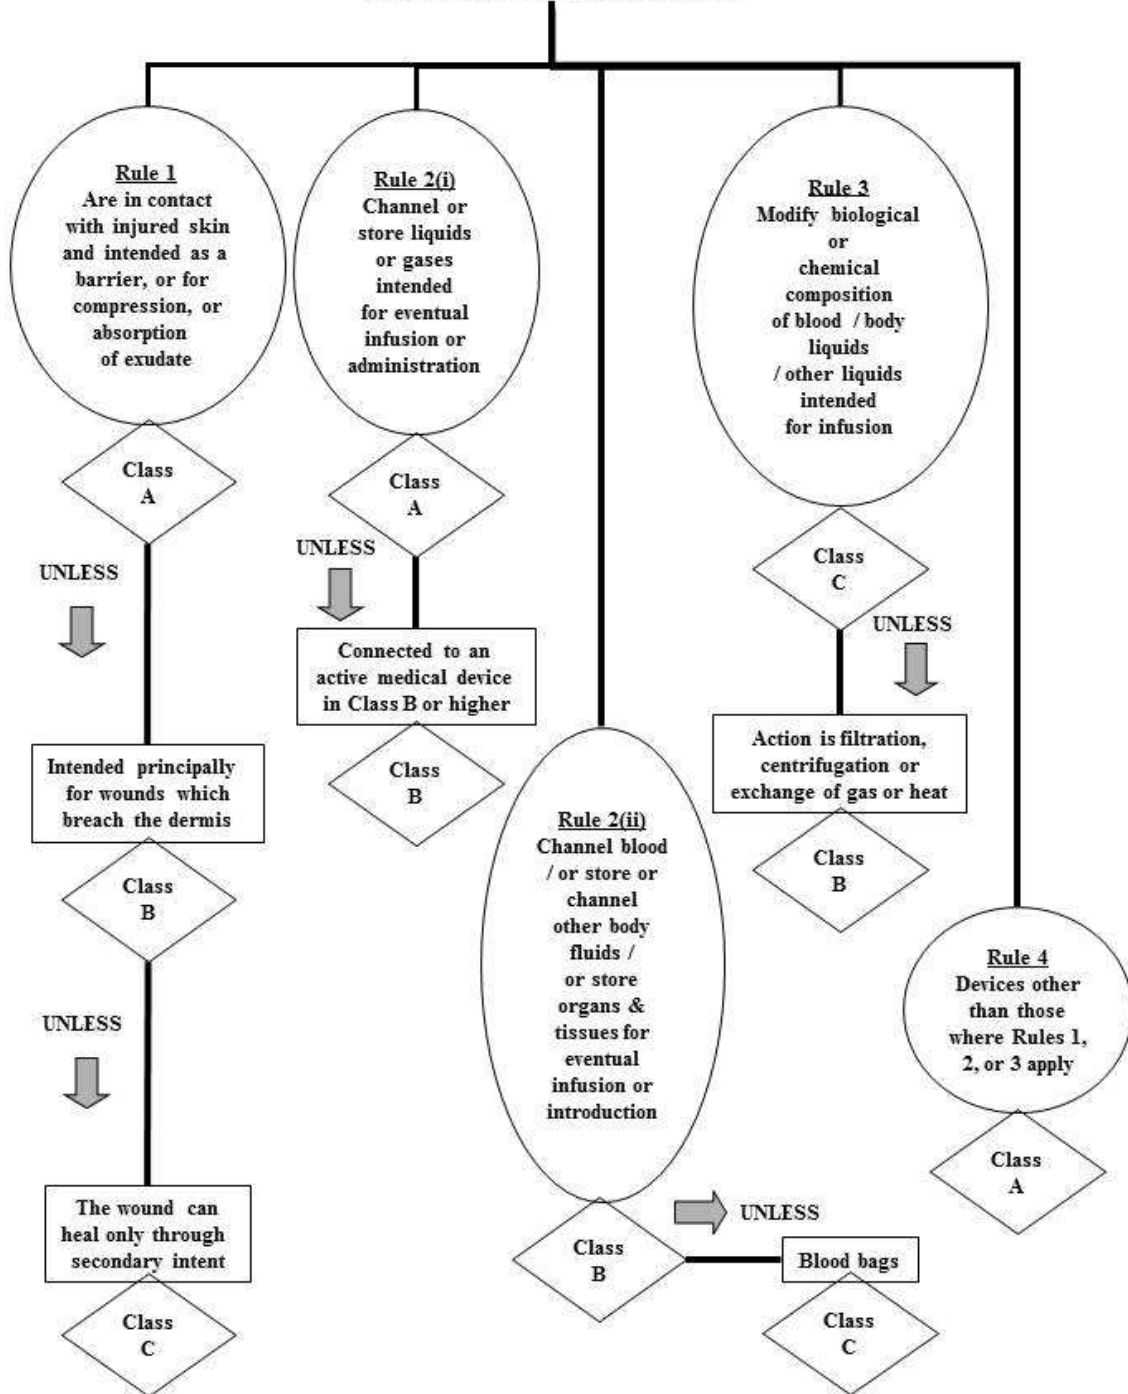 Rule 1
Are in contact
with injured skin
and intended as a
barrier, or for
compression, or
absorption
of exudate
Class
A
UNLESS
Intended principally
for wounds which
breach the dermis
Class
B
UNLESS
The wound can
heal only through
secondary intent
Class
C
Rule 2(i)
Channel or
store liquids
or gases
intended
for eventual
infusion or
administration
Class
A
UNLESS
Connected to an
active medical device
in Class B or higher
Class
B
Rule 2(ii)
Channel blood
/ or store or
channel
other body
fluids /
or store
organs &
tissues for
eventual
infusion or
introduction
Class
B
UNLESS
Blood bags
Class
C
Rule 3
Modify biological
or
chemical
composition
of blood / body
liquids
/ other liquids
intended
for infusion
Class
C
UNLESS
Action is filtration,
centrifugation or
exchange of gas or heat
Class
B
Rule 4
Devices other
than those
where Rules 1,
2, or 3 apply
Class
A